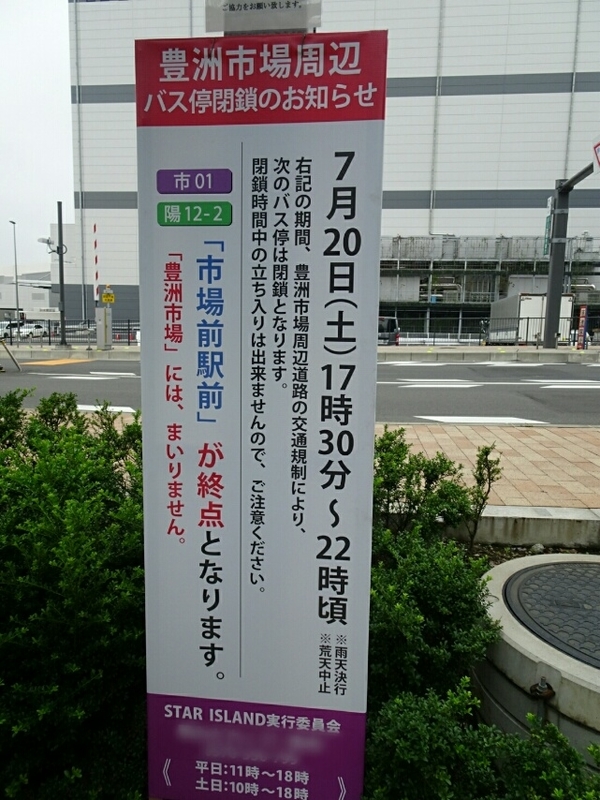 ご協力をお願い致します。
豊洲市場周辺
バス停閉鎖のお知らせ
7月20日(土)17時30分～22時頃
※雨天決行
※荒天中止
右記の期間、豊洲市場周辺道路の交通規制により、
次のバス停は閉鎖となります。
閉鎖時間中の立ち入りは出来ませんので、ご注意ください。
市01
陽12-2
「市場前駅前」が終点となります。
「豊洲市場」には、まいりません。
STAR ISLAND実行委員会
《平日:11時～18時
土日:10時～18時》